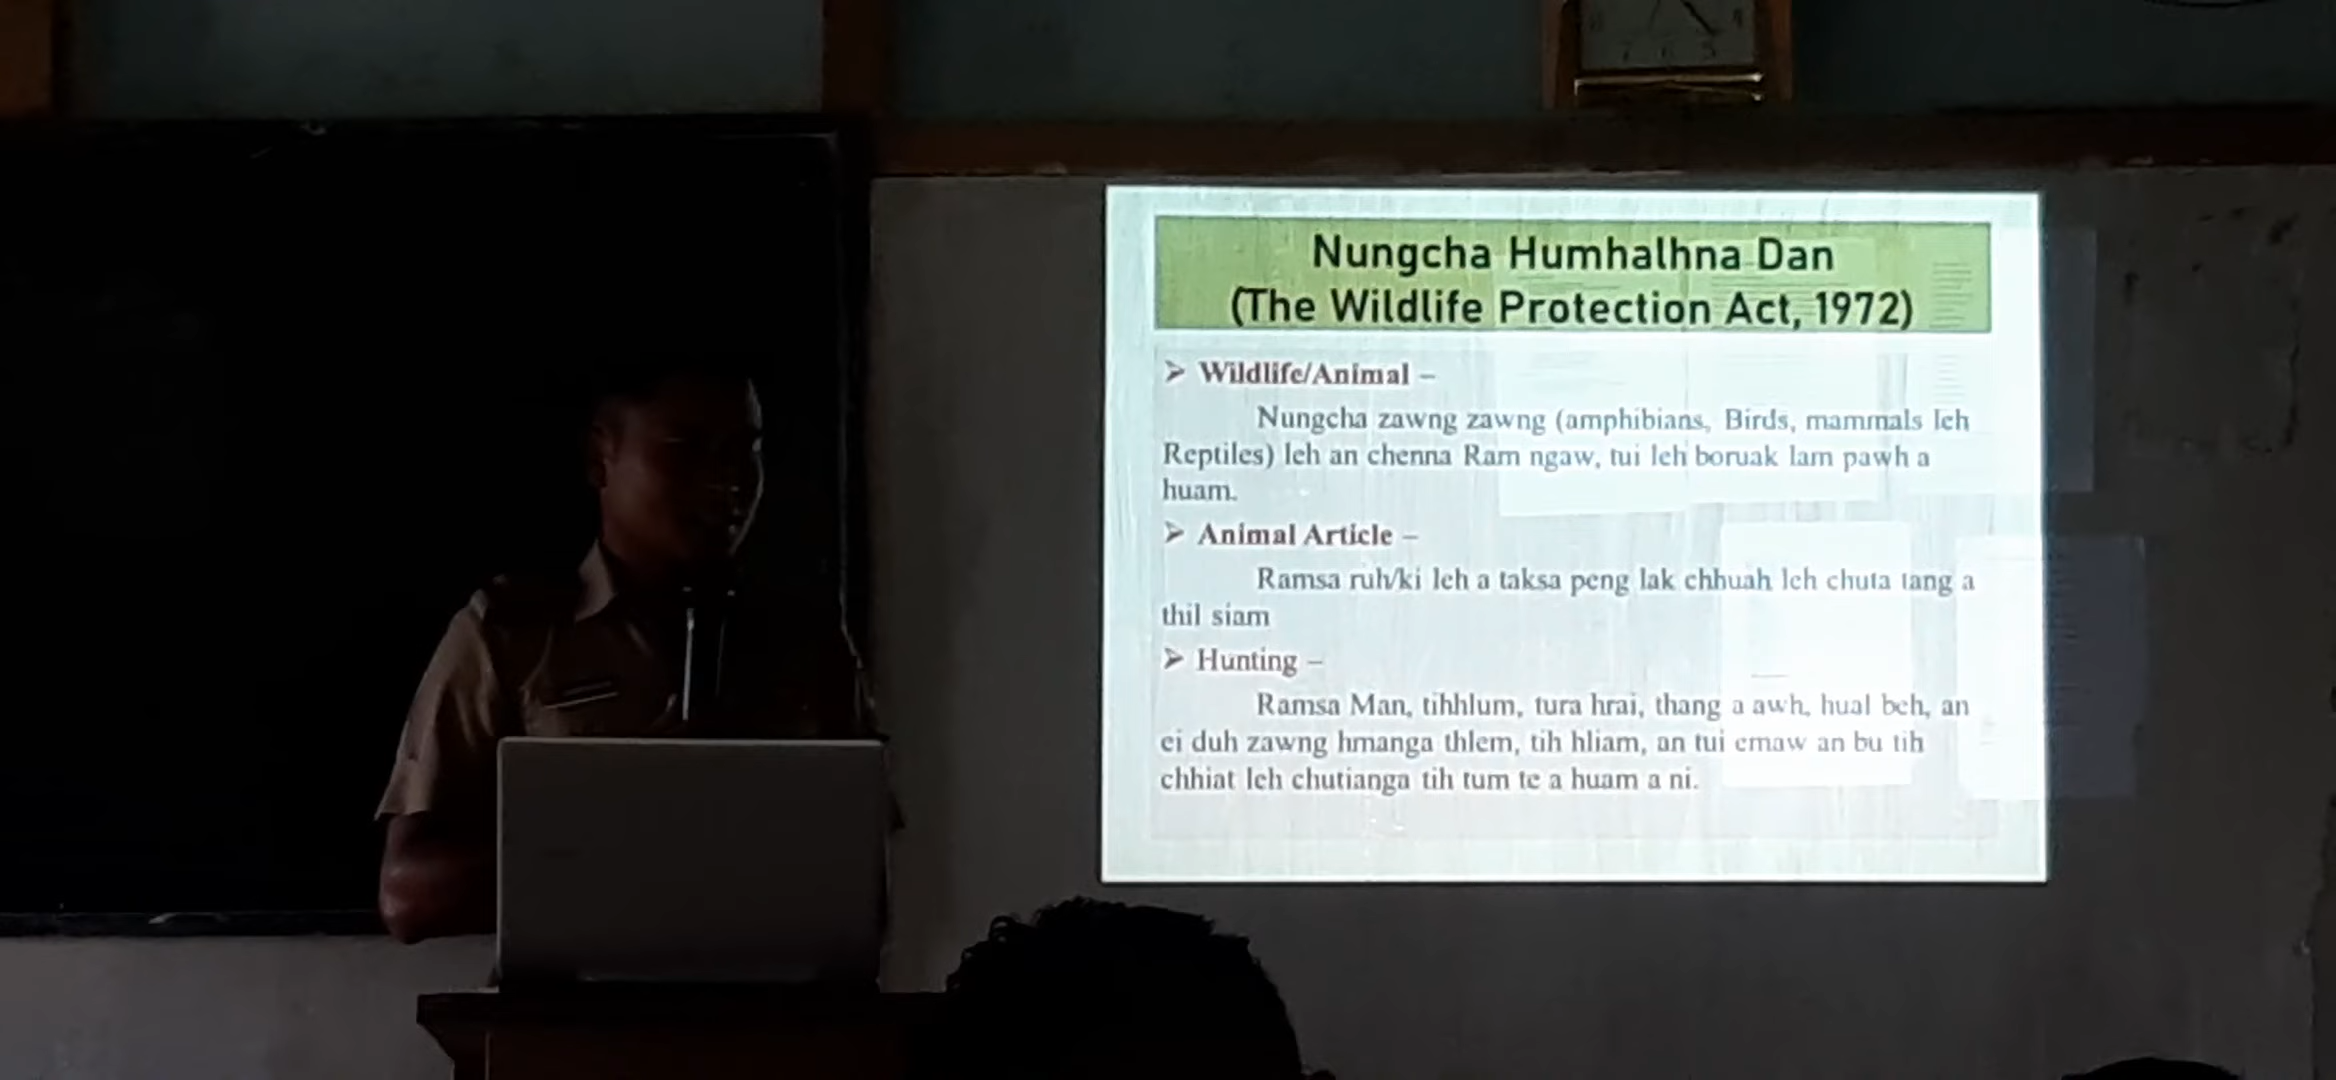 Nungcha Humhalhna Dan
(The Wildlife Protection Act, 1972)
➢ Wildlife/Animal –
Nungcha zawng zawng (amphibians, Birds, mammals leh
Reptiles) leh an chenna Ram ngaw, tui leh boruak lam pawh a
huam.
➢ Animal Article –
Ramsa ruh/ki leh a taksa peng lak chhuah leh chuta tang a
thil siam
➢ Hunting –
Ramsa Man, tihhlum, tura hrai, thang a awh, hual beh, an
ei duh zawng hmanga thlem, tih hliam, an tui emaw an bu tih
chhiat leh chutianga tih tum te a huam a ni.